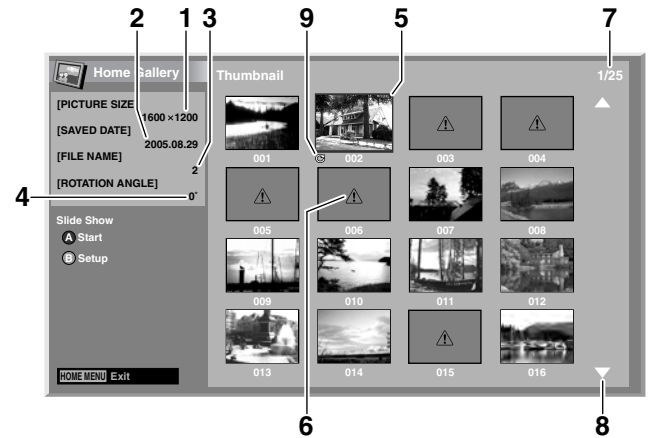 2 1 3 9 5 7
Home Gallery Thumbnail 1/25
[PICTURE SIZE
1600 ×1200
[SAVED DATE]
2005.08.29
[FILE NAME]
2
[ROTATION ANGLE]
4 0°
Slide Show
A Start
B Setup
001 002 003 004
005 006 007 008
009 010 011 012
013 014 015 016
HOME MENU Exit
6 8